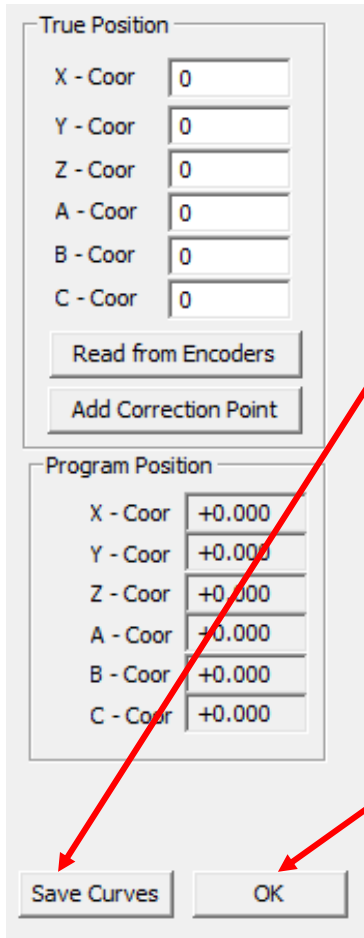 True Position
X - Coor 0
Y - Coor 0
Z - Coor 0
A - Coor 0
B - Coor 0
C - Coor 0
Read from Encoders
Add Correction Point
Program Position
X - Coor +0.000
Y - Coor +0.000
Z - Coor +0.000
A - Coor +0.000
B - Coor +0.000
C - Coor +0.000
Save Curves OK